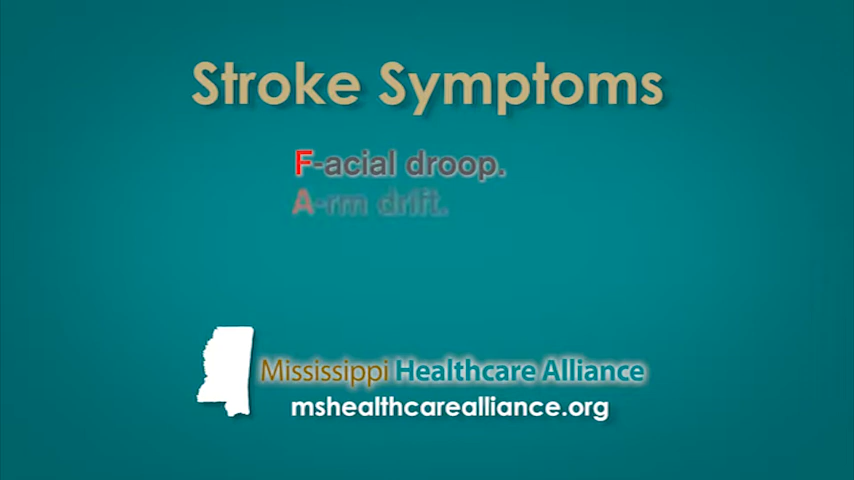 Stroke Symptoms
F-acial droop.
A-rm drift.
Mississippi Healthcare Alliance
mshealthcarealliance.org